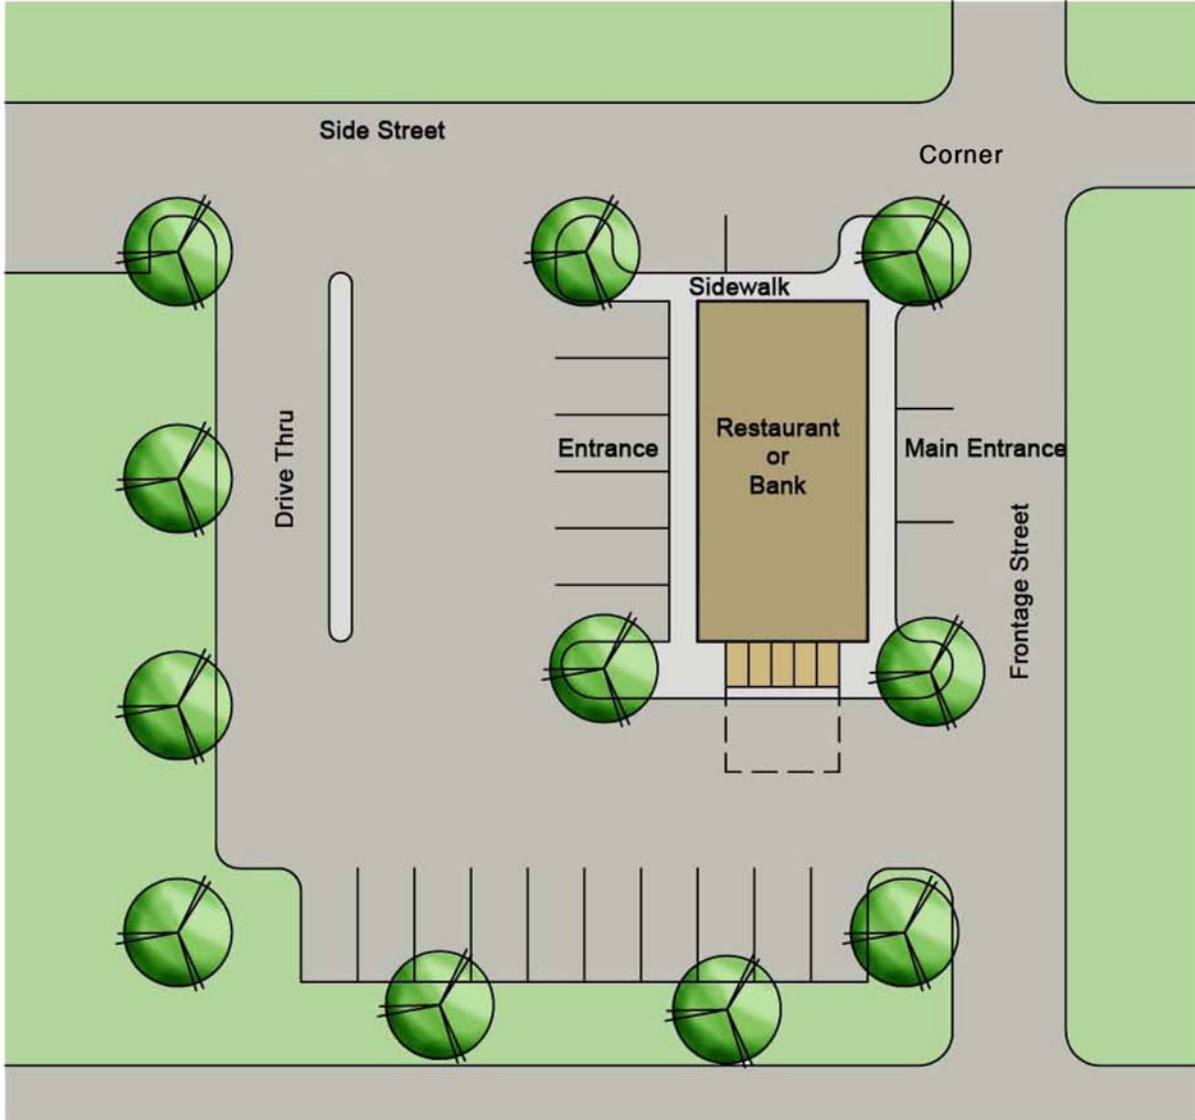 Side Street
Corner
Sidewalk
Drive Thru
Entrance
Restaurant
or
Bank
Main Entrance
Frontage Street